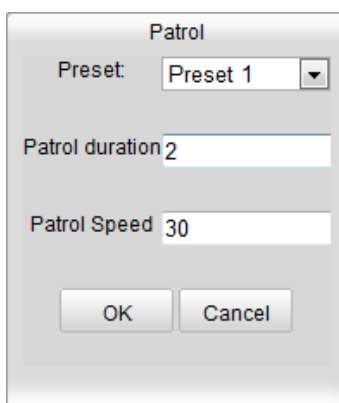 Patrol
Preset: Preset 1
Patrol duration 2
Patrol Speed 30
OK Cancel